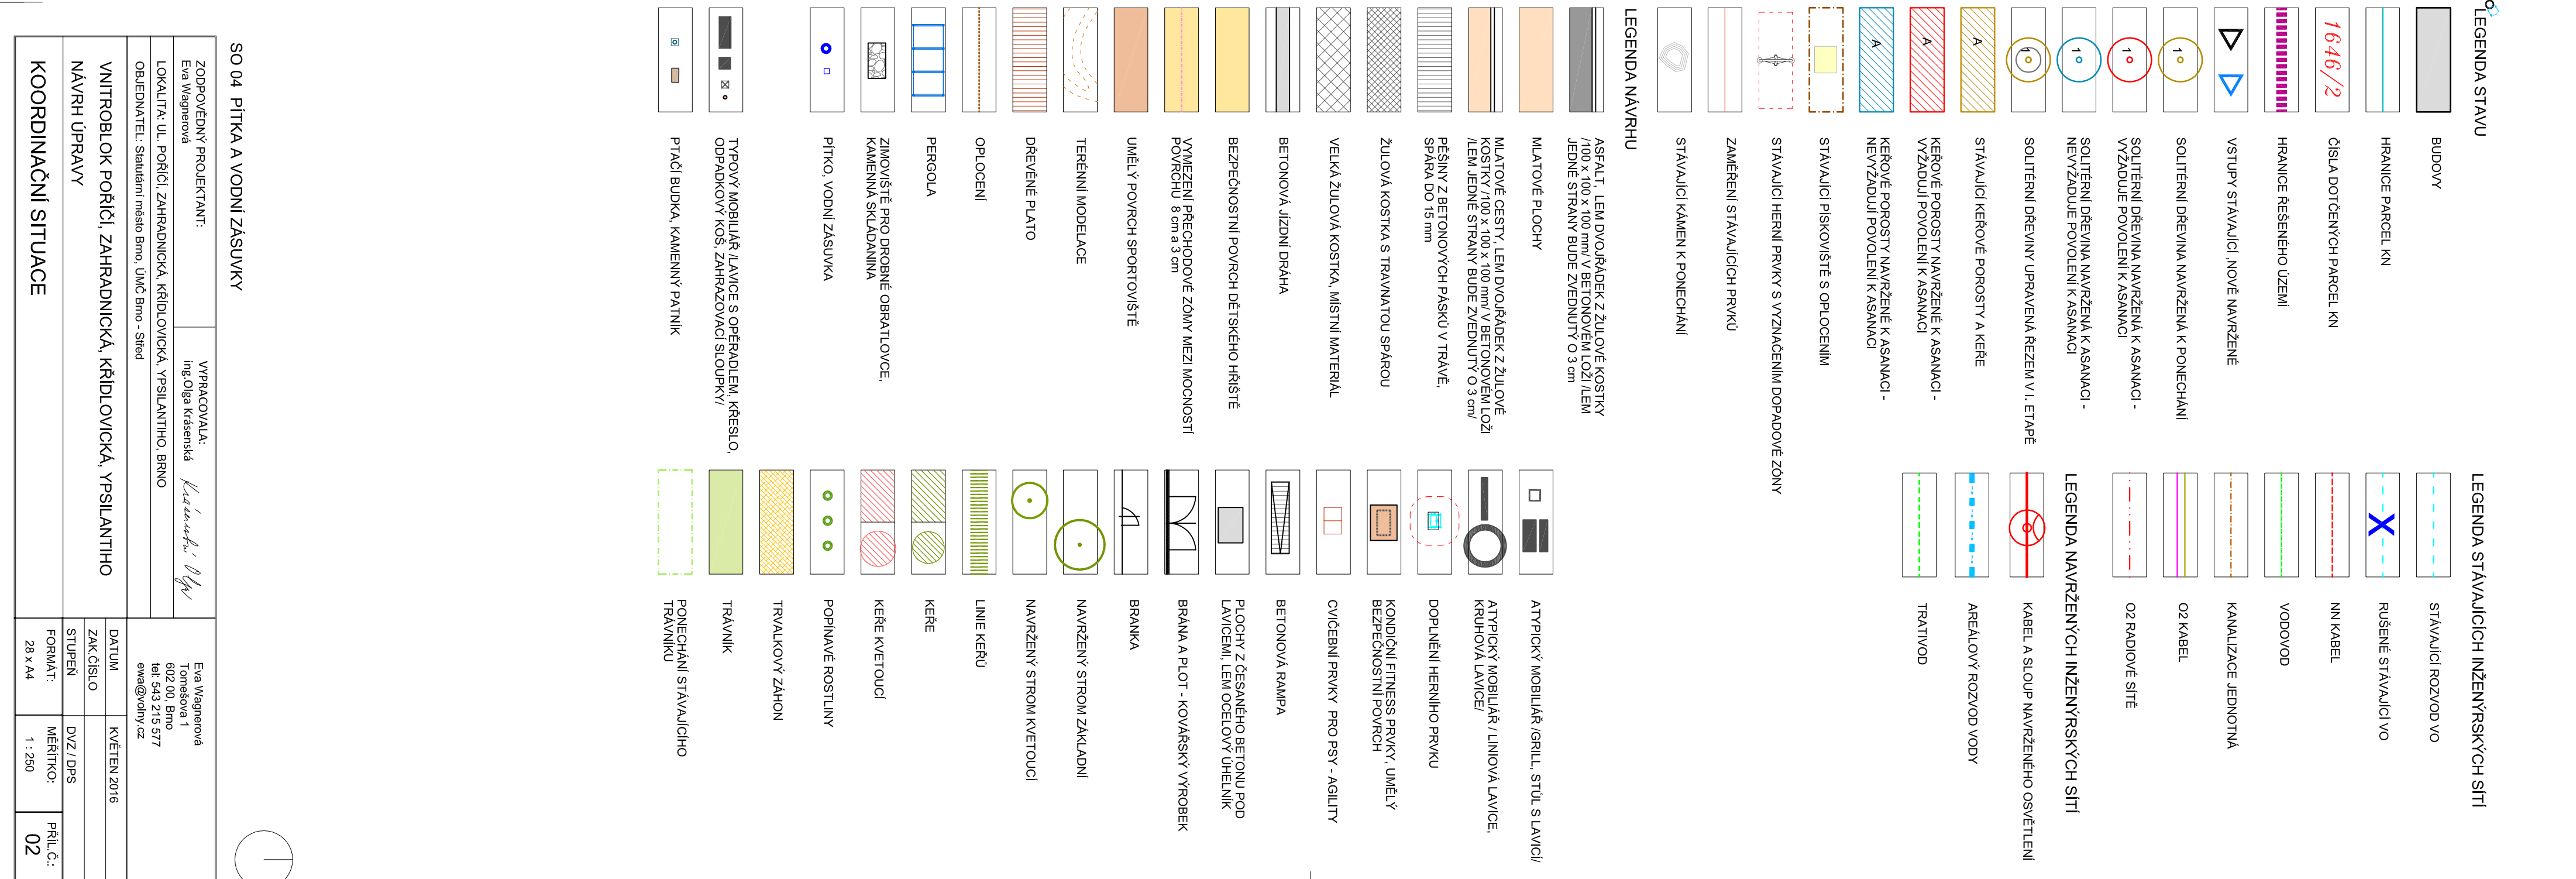 LEGENDA STAVU
BUDOVY
HRANICE PARCEL KN
1646/2
ČÍSLA DOTČENÝCH PARCEL KN
HRANICE ŘEŠENÉHO ÚZEMÍ
VSTUPY STÁVAJÍCÍ ,NOVĚ NAVRŽENÉ
1
SOLITÉRNÍ DŘEVINA NAVRŽENÁ K PONECHÁNÍ
1
SOLITÉRNÍ DŘEVINA NAVRŽENÁ K ASANACI -
VYŽADUJE POVOLENÍ K ASANACI
1
SOLITÉRNÍ DŘEVINA NAVRŽENÁ K ASANACI -
NEVYŽADUJE POVOLENÍ K ASANACI
1
SOLITÉRNÍ DŘEVINY UPRAVENÁ ŘEZEM V I. ETAPĚ
A
STÁVAJÍCÍ KEŘOVÉ POROSTY A KEŘE
A
KEŘOVÉ POROSTY NAVRŽENÉ K ASANACI -
VYŽADUJÍ POVOLENÍ K ASANACI
A
KEŘOVÉ POROSTY NAVRŽENÉ K ASANACI -
NEVYŽADUJÍ POVOLENÍ K ASANACI
STÁVAJÍCÍ PÍSKOVIŠTĚ S OPLOCENÍM
STÁVAJÍCÍ HERNÍ PRVKY S VYZNAČENÍM DOPADOVÉ ZÓNY
ZAMĚŘENÍ STÁVAJÍCÍCH PRVKŮ
STÁVAJÍCÍ KÁMEN K PONECHÁNÍ
LEGENDA STÁVAJÍCÍCH INŽENÝRSKÝCH SÍTÍ
STÁVAJÍCÍ ROZVOD VO
X
RUŠENÉ STÁVAJÍCÍ VO
NN KABEL
VODOVOD
KANALIZACE JEDNOTNÁ
O2 KABEL
O2 RADIOVÉ SÍTĚ
LEGENDA NAVRŽENÝCH INŽENÝRSKÝCH SÍTÍ
KABEL A SLOUP NAVRŽENÉHO OSVĚTLENÍ
AREÁLOVÝ ROZVOD VODY
TRATIVOD
LEGENDA NÁVRHU
ASFALT, LEM DVOJŘÁDEK Z ŽULOVÉ KOSTKY
/100 x 100 x 100 mm/ V BETONOVÉM LOŽI /LEM
JEDNÉ STRANY BUDE ZVEDNUTÝ O 3 cm
MLATOVÉ PLOCHY
MLATOVÉ CESTY, LEM DVOJŘÁDEK Z ŽULOVÉ
KOSTKY /100 x 100 x 100 mm/ V BETONOVÉM LOŽI
/LEM JEDNÉ STRANY BUDE ZVEDNUTÝ O 3 cm/
PĚŠINY Z BETONOVÝCH PÁSKŮ V TRÁVĚ,
SPÁRA DO 15 mm
ŽULOVÁ KOSTKA S TRAVNATOU SPÁROU
VELKÁ ŽULOVÁ KOSTKA, MÍSTNÍ MATERIÁL
BETONOVÁ JÍZDNÍ DRÁHA
BEZPEČNOSTNÍ POVRCH DĚTSKÉHO HŘIŠTĚ
VYMEZENÍ PŘECHODOVÉ ZÓMY MEZI MOCNOSTÍ
POVRCHU 8 cm a 3 cm
UMĚLÝ POVRCH SPORTOVIŠTĚ
TERÉNNÍ MODELACE
DŘEVĚNÉ PLATO
OPLOCENÍ
PERGOLA
ZIMOVIŠTĚ PRO DROBNÉ OBRATLOVCE,
KAMENNÁ SKLÁDANINA
PÍTKO, VODNÍ ZÁSUVKA
TYPOVÝ MOBILIÁŘ /LAVICE S OPĚRADLEM, KŘESLO,
ODPADKOVÝ KOŠ, ZAHRAZOVACÍ SLOUPKY/
PTAČÍ BUDKA, KAMENNÝ PATNÍK
ATYPICKÝ MOBILIÁŘ /GRILL, STŮL S LAVICÍ/
ATYPICKÝ MOBILIÁŘ / LINIOVÁ LAVICE,
KRUHOVÁ LAVICE/
DOPLNĚNÍ HERNÍHO PRVKU
KONDIČNÍ FITNESS PRVKY, UMĚLÝ
BEZPEČNOSTNÍ POVRCH
CVIČEBNÍ PRVKY PRO PSY - AGILITY
BETONOVÁ RAMPA
PLOCHY Z ČESANÉHO BETONU POD
LAVICEMI, LEM OCELOVÝ ÚHELNÍK
BRÁNA A PLOT - KOVÁŘSKÝ VÝROBEK
BRANKA
NAVRŽENÝ STROM ZÁKLADNÍ
NAVRŽENÝ STROM KVETOUCÍ
LINIE KEŘŮ
KEŘE
KEŘE KVETOUCÍ
POPÍNAVÉ ROSTLINY
TRVALKOVÝ ZÁHON
TRÁVNÍK
PONECHÁNÍ STÁVAJÍCÍHO
TRÁVNÍKU
SO 04 PÍTKA A VODNÍ ZÁSUVKY
ZODPOVĚDNÝ PROJEKTANT:
Eva Wagnerová
VYPRACOVALA:
ing.Olga Krásenská
Krásenská Olga
LOKALITA: UL. POŘÍČÍ, ZAHRADNICKÁ, KŘÍDLOVICKÁ, YPSILANTIHO, BRNO
OBJEDNATEL: Statutární město Brno, ÚMČ Brno - Střed
Eva Wagnerová
Tomešova 1
602 00, Brno
tel: 543 215 577
ewa@volny.cz
VNITROBLOK POŘÍČÍ, ZAHRADNICKÁ, KŘÍDLOVICKÁ, YPSILANTIHO
NÁVRH ÚPRAVY
DATUM KVĚTEN 2016
ZAK.ČÍSLO
STUPEŇ DVZ / DPS
KOORDINAČNÍ SITUACE
FORMÁT: MĚŘÍTKO: PŘÍL.Č.:
28 x A4 1 : 250 02